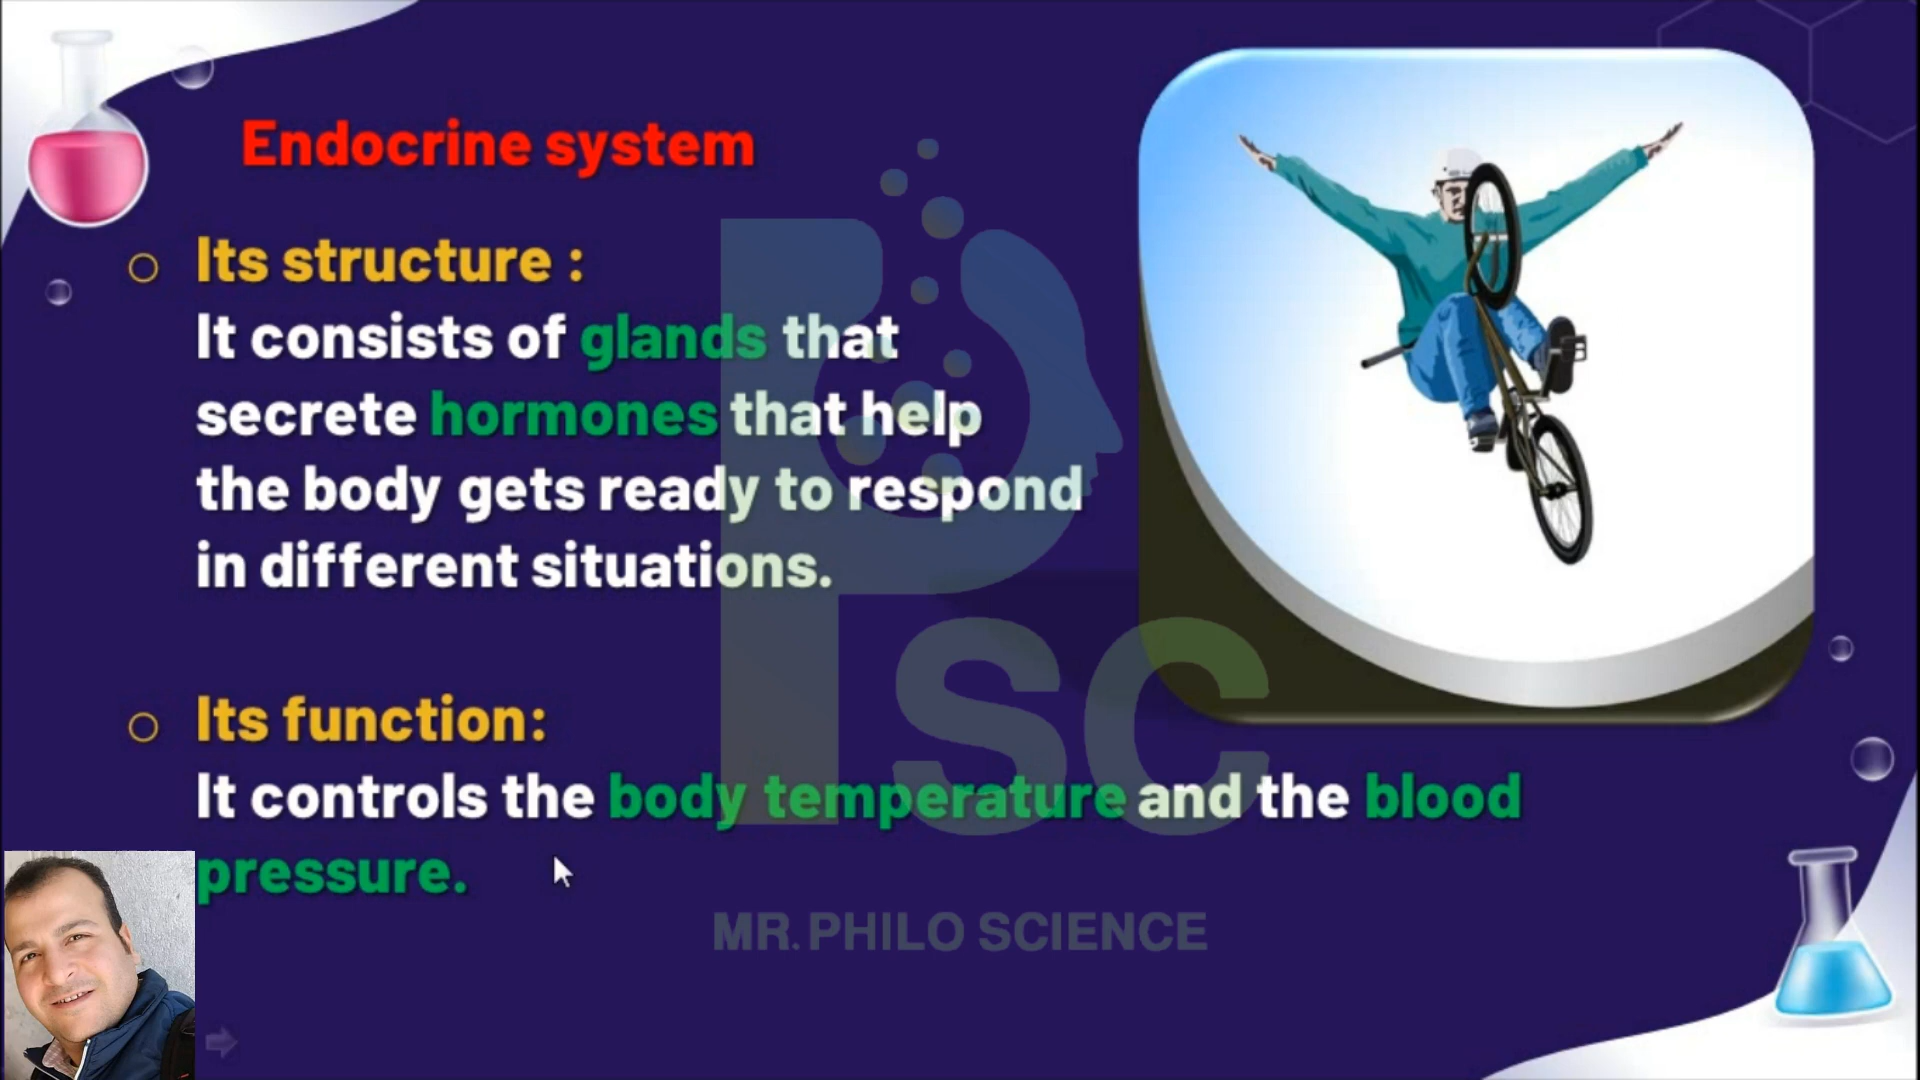 Endocrine system
Its structure :
It consists of glands that
secrete hormones that help
the body gets ready to respond
in different situations.
Its function:
It controls the body temperature and the blood
pressure.
Psc
MR. PHILO SCIENCE